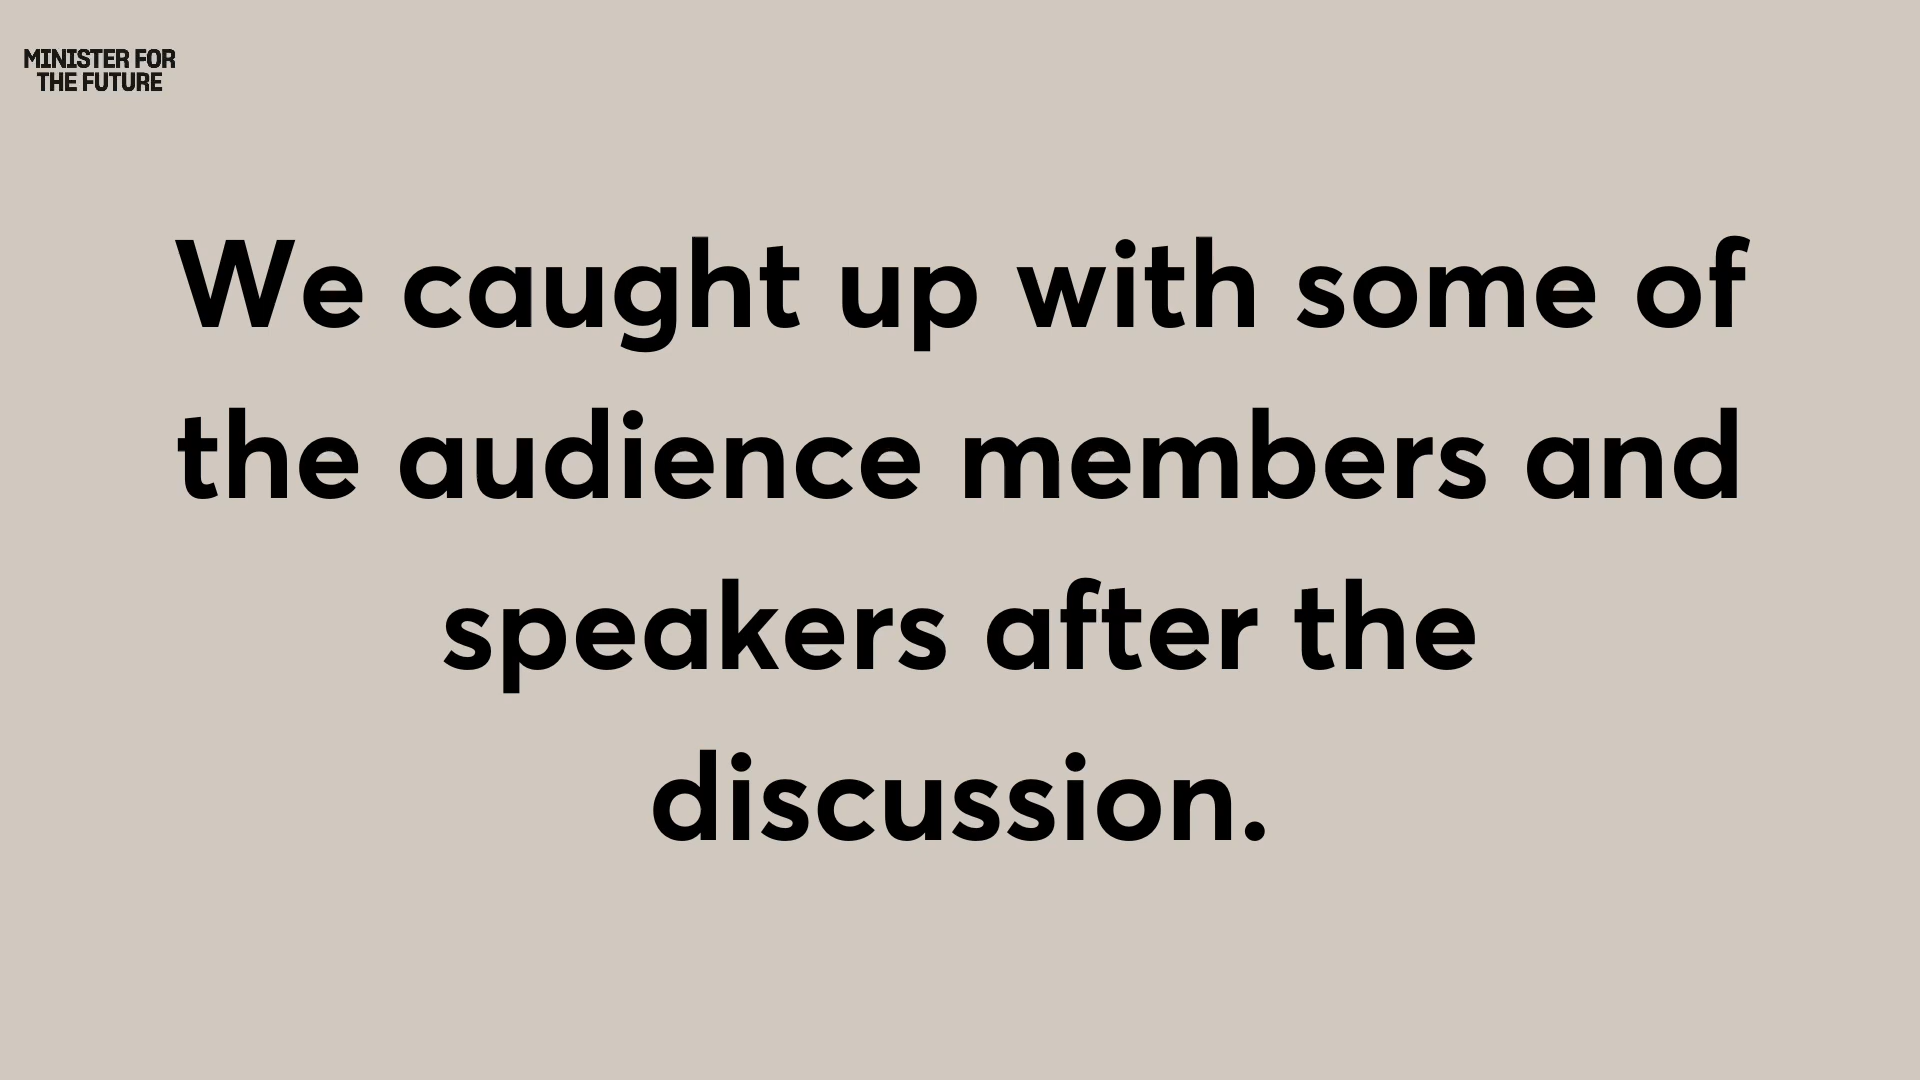 MINISTER FOR
THE FUTURE
We caught up with some of
the audience members and
speakers after the
discussion.